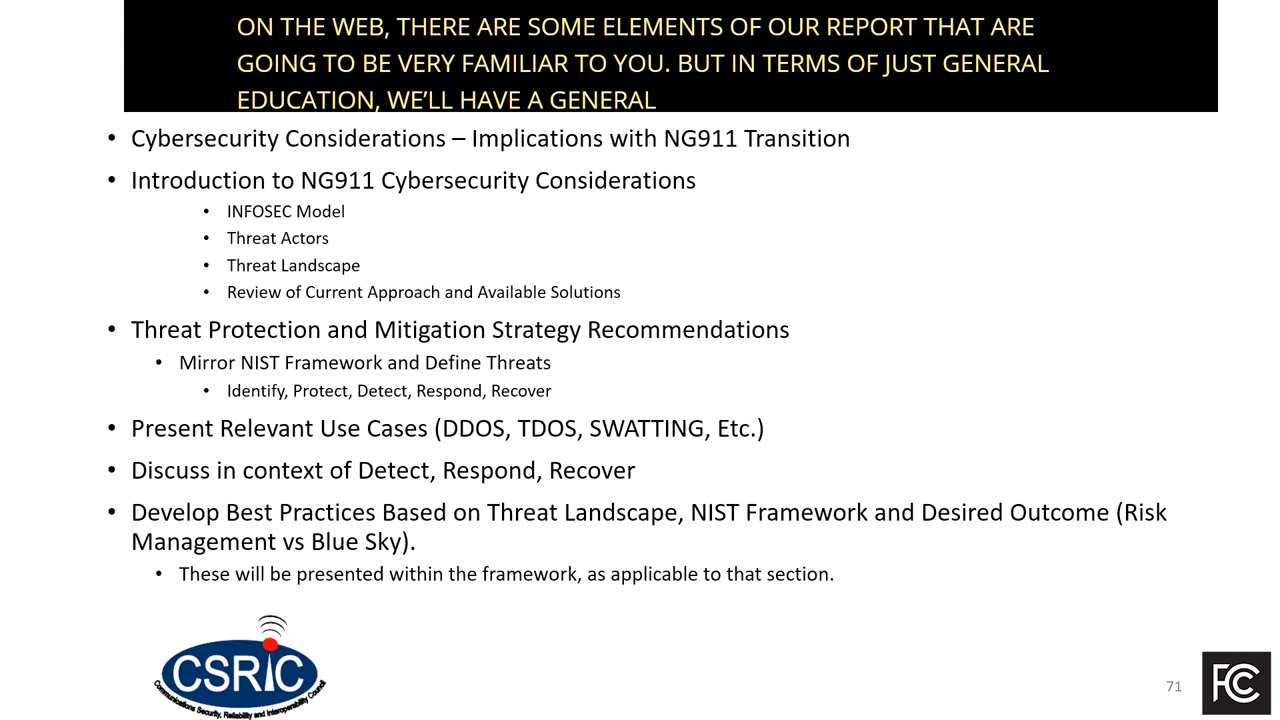 ON THE WEB, THERE ARE SOME ELEMENTS OF OUR REPORT THAT ARE
GOING TO BE VERY FAMILIAR TO YOU. BUT IN TERMS OF JUST GENERAL
EDUCATION, WE’LL HAVE A GENERAL
• Cybersecurity Considerations – Implications with NG911 Transition
• Introduction to NG911 Cybersecurity Considerations
• INFOSEC Model
• Threat Actors
• Threat Landscape
• Review of Current Approach and Available Solutions
• Threat Protection and Mitigation Strategy Recommendations
• Mirror NIST Framework and Define Threats
• Identify, Protect, Detect, Respond, Recover
• Present Relevant Use Cases (DDOS, TDOS, SWATTING, Etc.)
• Discuss in context of Detect, Respond, Recover
• Develop Best Practices Based on Threat Landscape, NIST Framework and Desired Outcome (Risk
Management vs Blue Sky).
• These will be presented within the framework, as applicable to that section.
CSRIC
Communications Security, Reliability and Interoperability Council
71
FCC